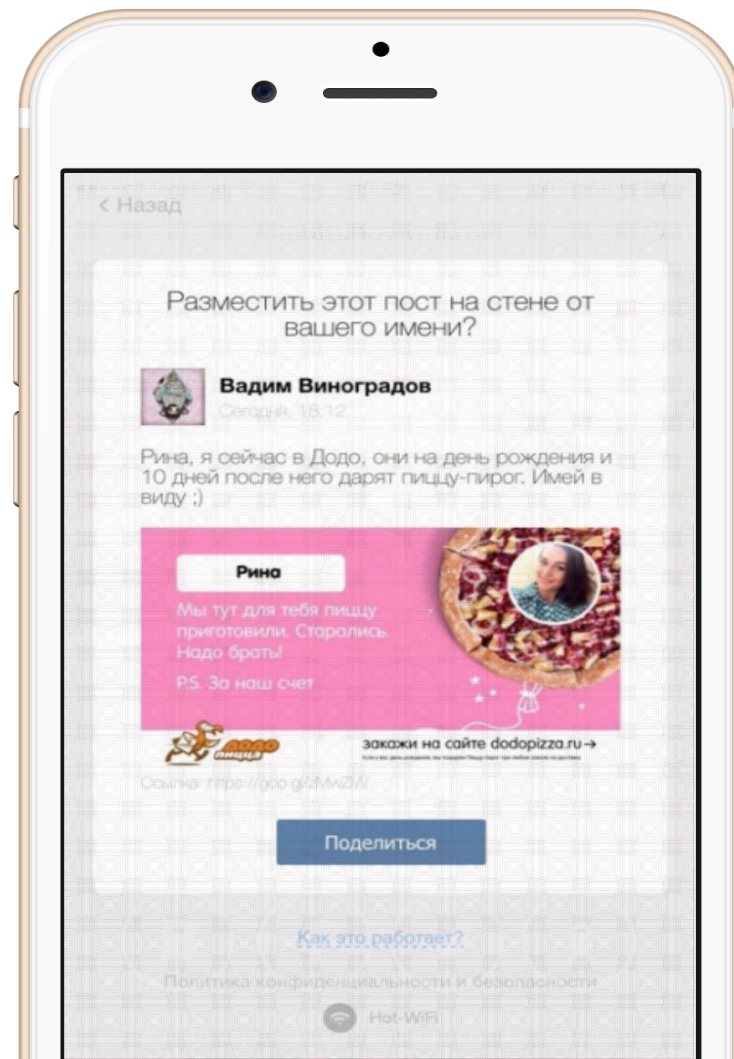 < Назад
Разместить этот пост на стене от
вашего имени?
Вадим Виноградов
Сегодня, 18:12
Рина, я сейчас в Додо, они на день рождения и
10 дней после него дарят пиццу-пирог. Имей в
виду ;)
Рина
Мы тут для тебя пиццу
приготовили. Старались.
Надо брать!
P.S. За наш счет
додо
пицца
закажи на сайте dodopizza.ru→
Поделиться
Как это работает?
Политика конфиденциальности и безопасности
Hot-WiFi